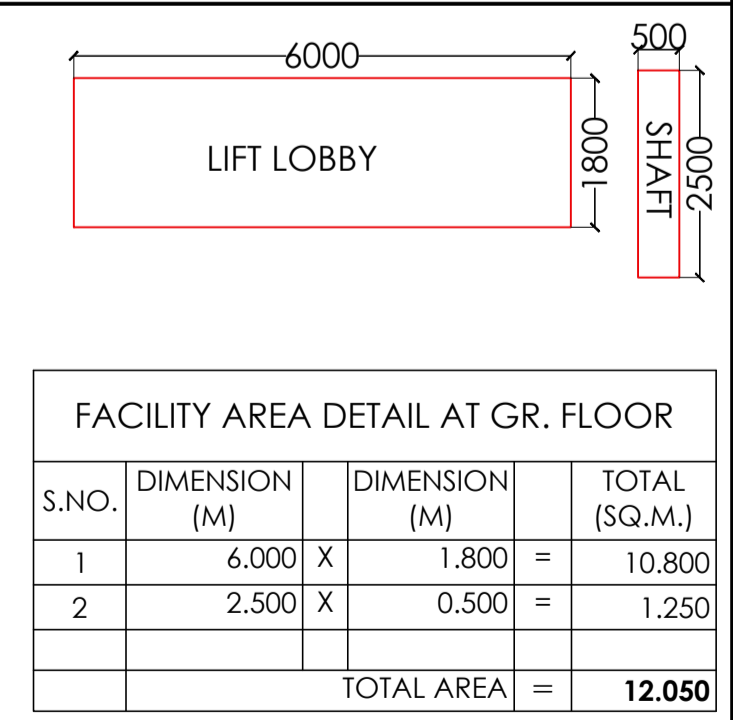 6000
500
LIFT LOBBY
1800
SHAFT
2500
FACILITY AREA DETAIL AT GR. FLOOR
S.NO. DIMENSION (M) DIMENSION (M) TOTAL (SQ.M.)
1 6.000 X 1.800 = 10.800
2 2.500 X 0.500 = 1.250
TOTAL AREA = 12.050